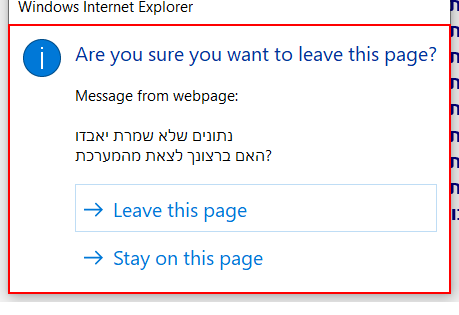 Windows Internet Explorer
Are you sure you want to leave this page?
Message from webpage:
נתונים שלא שמרת יאבדו
האם ברצונך לצאת מהמערכת?
Leave this page
Stay on this page